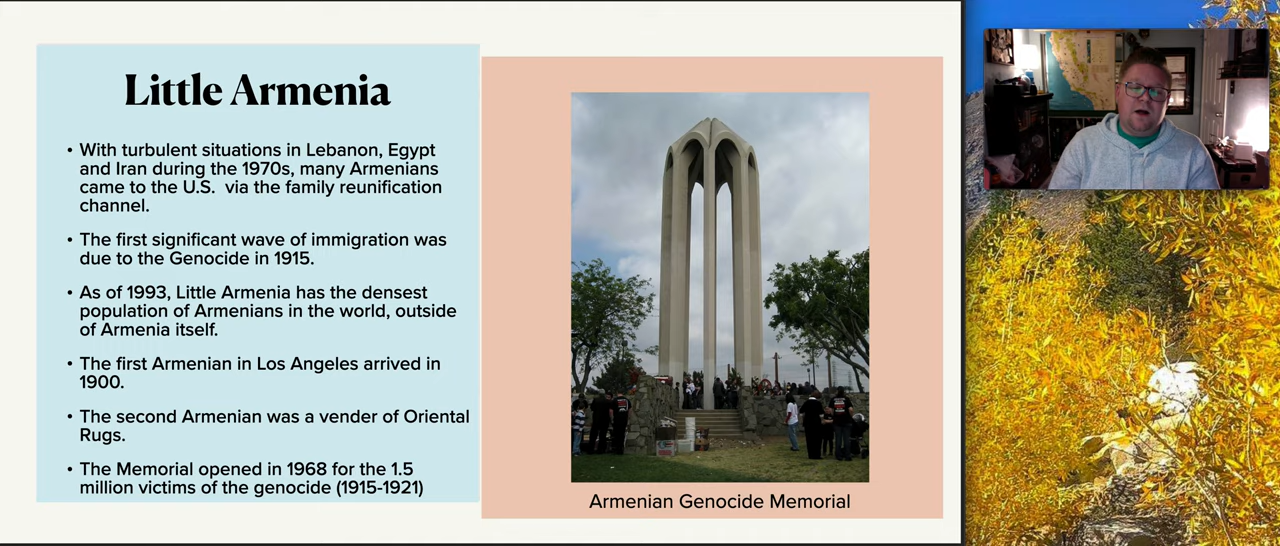 Little Armenia
• With turbulent situations in Lebanon, Egypt
and Iran during the 1970s, many Armenians
came to the U.S.  via the family reunification
channel.
• The first significant wave of immigration was
due to the Genocide in 1915.
• As of 1993, Little Armenia has the densest
population of Armenians in the world, outside
of Armenia itself.
• The first Armenian in Los Angeles arrived in
1900.
• The second Armenian was a vender of Oriental
Rugs.
• The Memorial opened in 1968 for the 1.5
million victims of the genocide (1915-1921)
Armenian Genocide Memorial